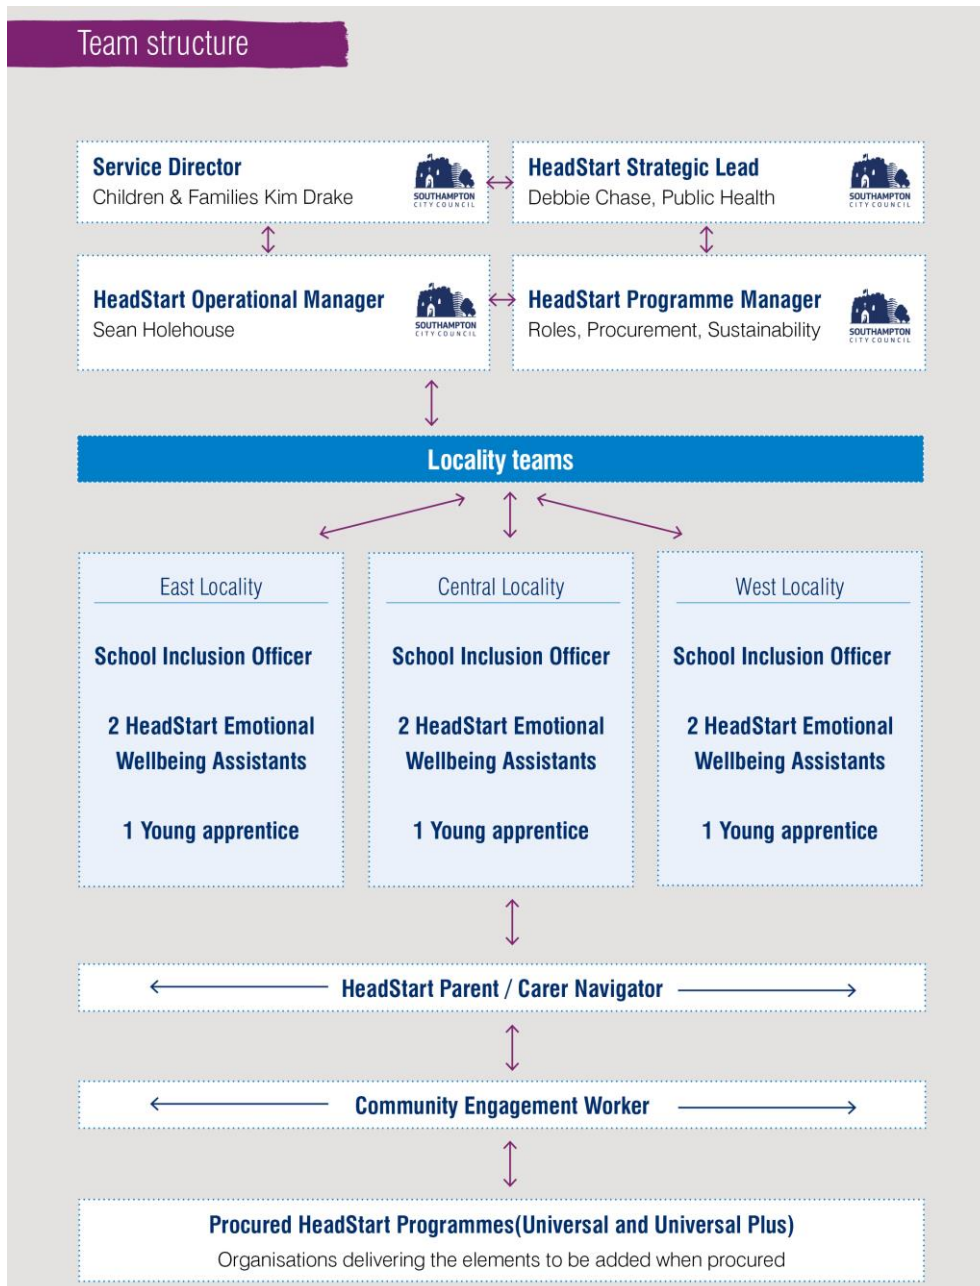 Team structure
Service Director
Children & Families Kim Drake
SOUTHAMPTON
CITY COUNCIL
HeadStart Strategic Lead
Debbie Chase, Public Health
SOUTHAMPTON
CITY COUNCIL
HeadStart Operational Manager
Sean Holehouse
SOUTHAMPTON
CITY COUNCIL
HeadStart Programme Manager
Roles, Procurement, Sustainability
SOUTHAMPTON
CITY COUNCIL
Locality teams
East Locality
School Inclusion Officer
2 HeadStart Emotional
Wellbeing Assistants
1 Young apprentice
Central Locality
School Inclusion Officer
2 HeadStart Emotional
Wellbeing Assistants
1 Young apprentice
West Locality
School Inclusion Officer
2 HeadStart Emotional
Wellbeing Assistants
1 Young apprentice
HeadStart Parent / Carer Navigator
Community Engagement Worker
Procured HeadStart Programmes(Universal and Universal Plus)
Organisations delivering the elements to be added when procured